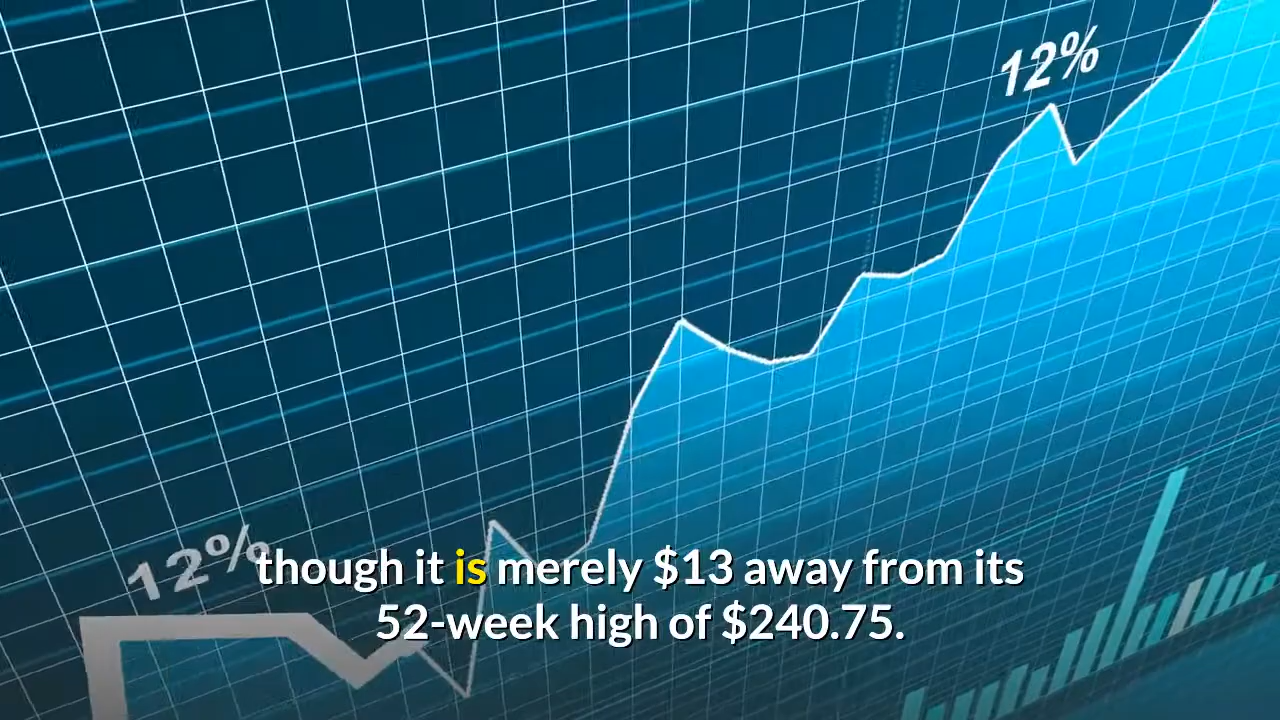 12%
12%
though it is merely $13 away from its
52-week high of $240.75.